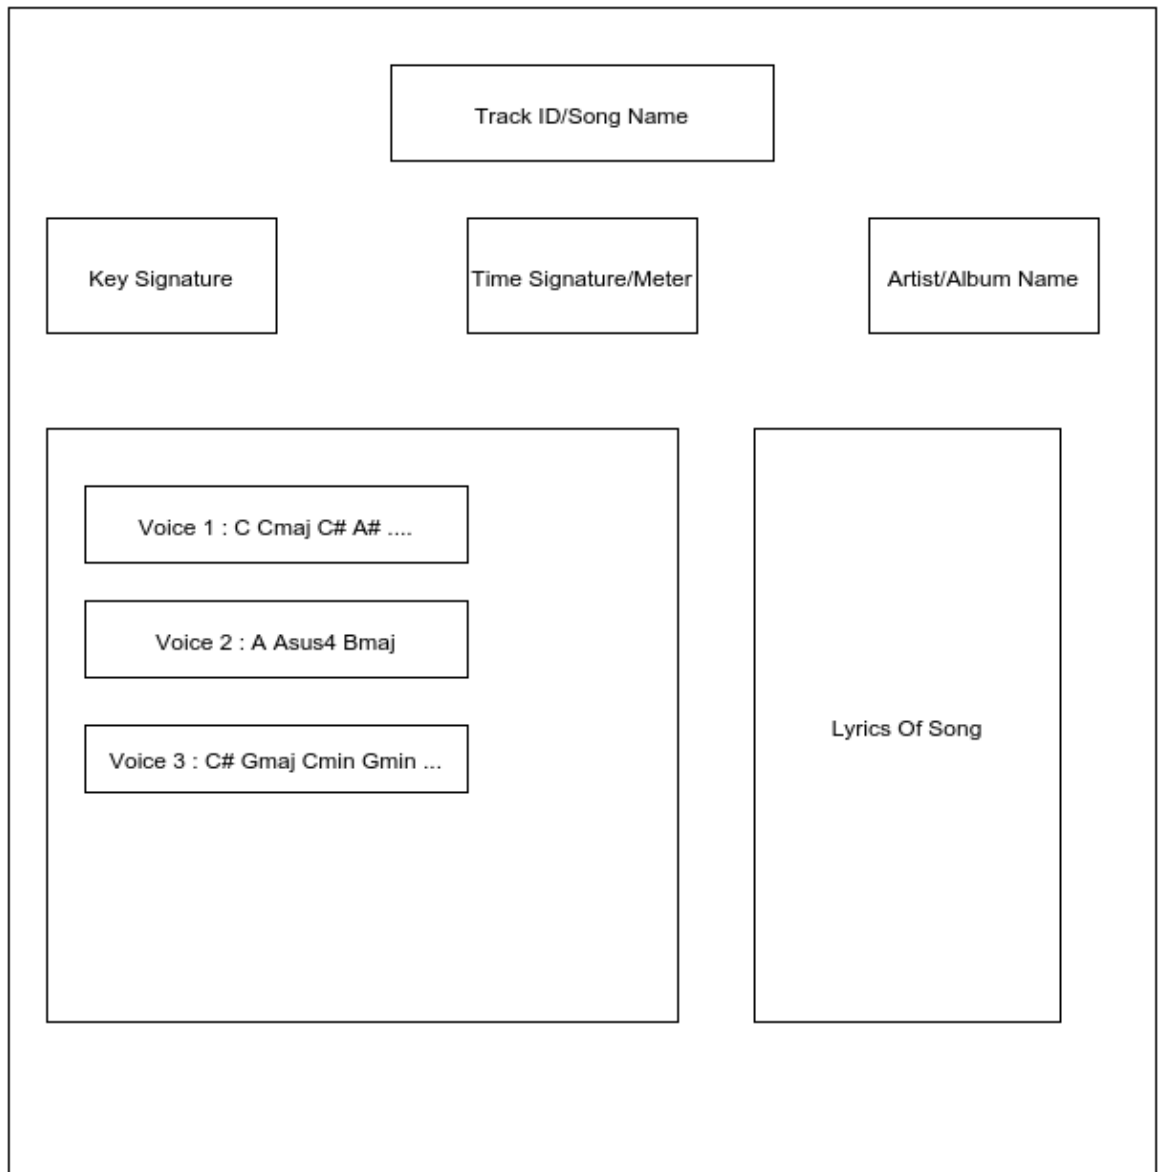 Track ID/Song Name
Key Signature
Time Signature/Meter
Artist/Album Name
Voice 1 : C Cmaj C# A# ....
Voice 2 : A Asus4 Bmaj
Voice 3 : C# Gmaj Cmin Gmin ...
Lyrics Of Song